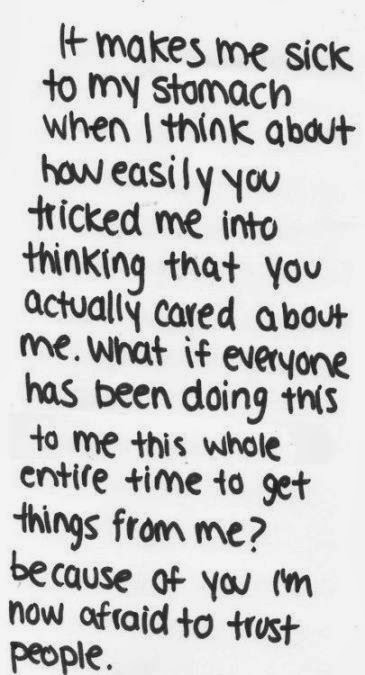 It makes me sick
to my stomach
when I think about
how easily you
tricked me into
thinking that you
actually cared about
me. What if everyone
has been doing this
to me this whole
entire time to get
things from me?
because of you I'm
now afraid to trust
people.